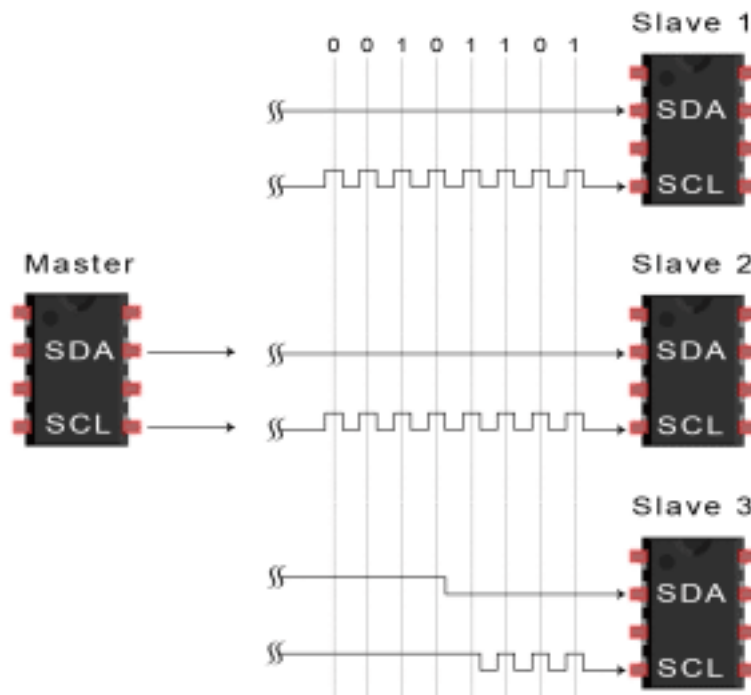 Slave 1
0 0 1 0 1 1 0 1
SDA
SCL
Master
SDA
SCL
Slave 2
SDA
SCL
Slave 3
SDA
SCL